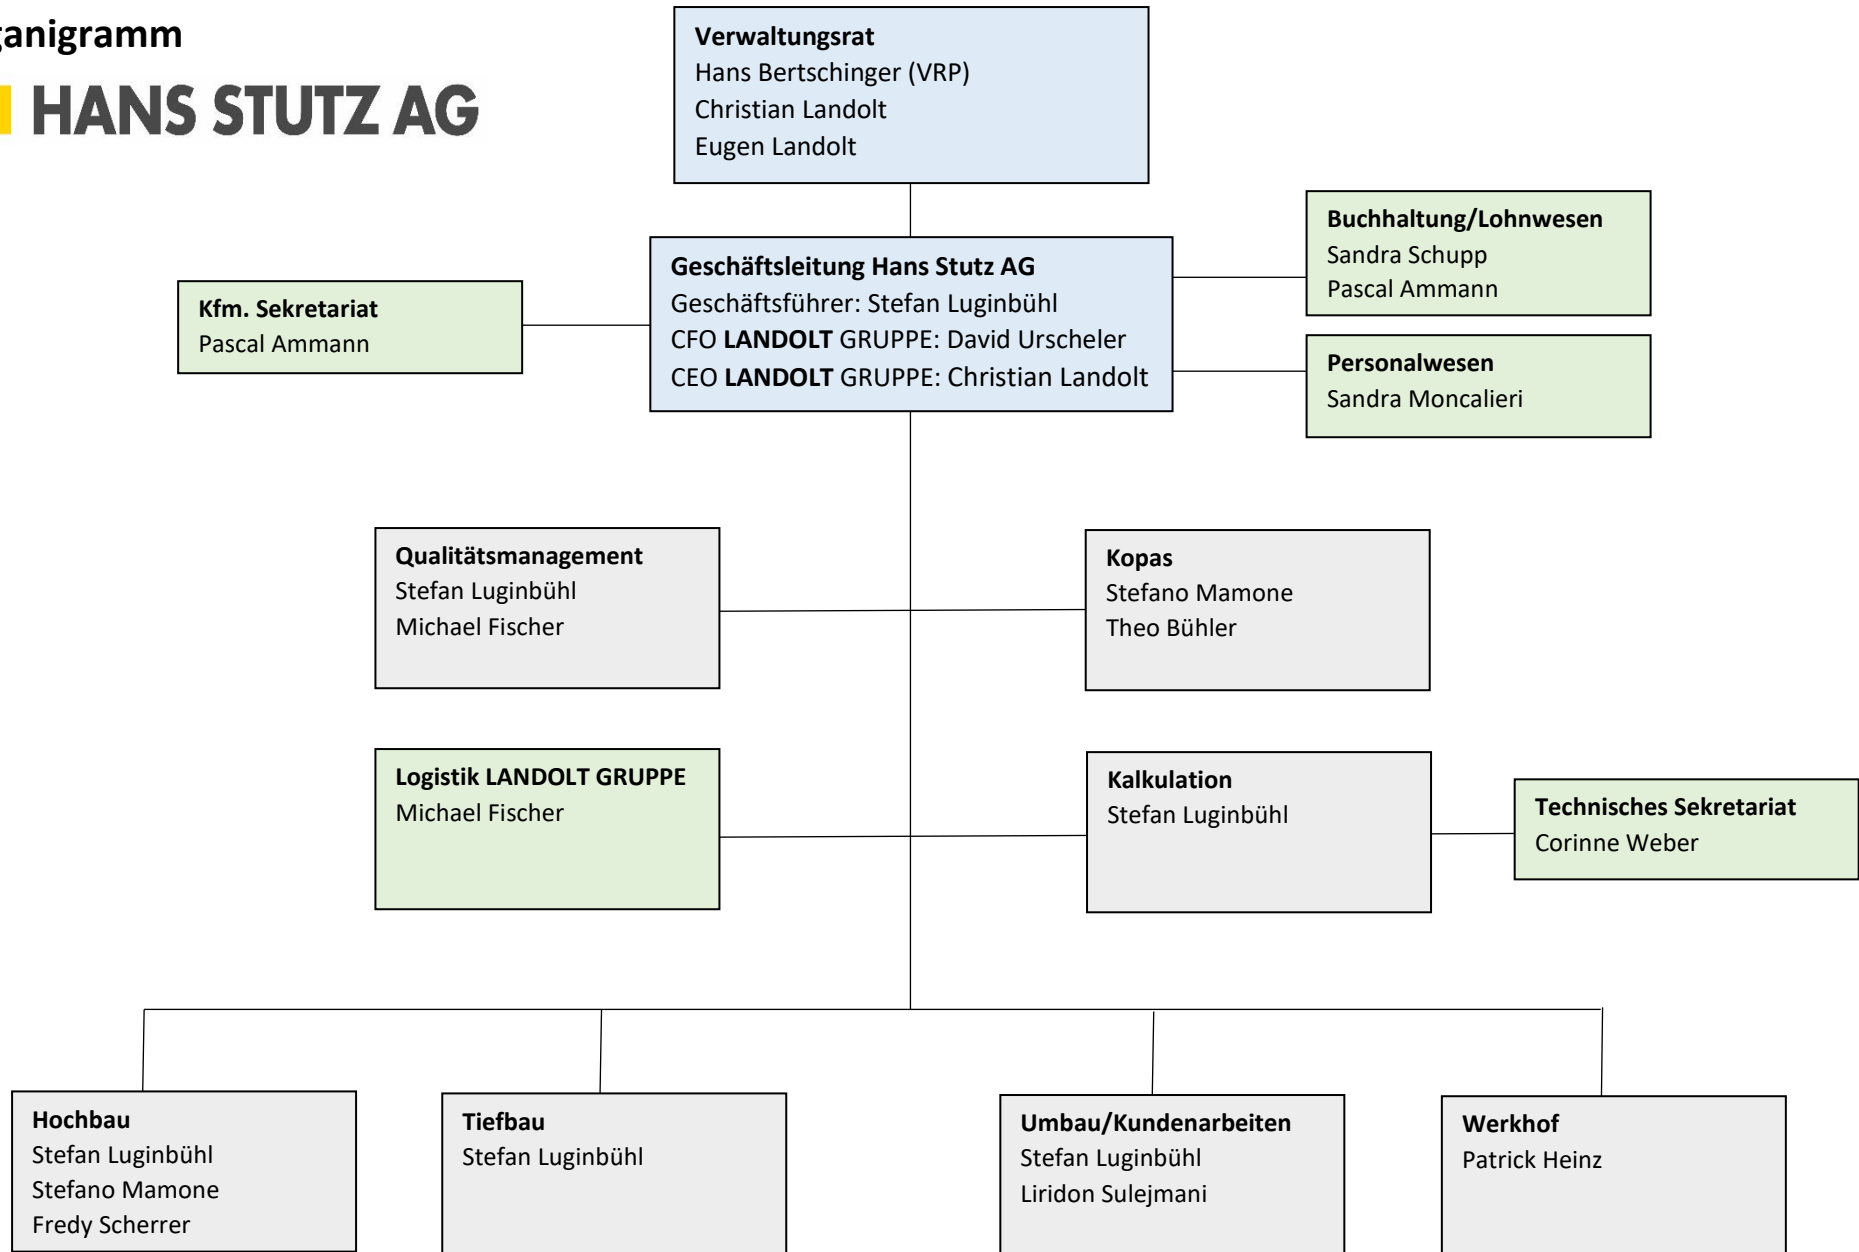 ganigramm
HANS STUTZ AG
Verwaltungsrat
Hans Bertschinger (VRP)
Christian Landolt
Eugen Landolt
Buchhaltung/Lohnwesen
Sandra Schupp
Pascal Ammann
Geschäftsleitung Hans Stutz AG
Geschäftsführer: Stefan Luginbühl
CFO LANDOLT GRUPPE: David Urscheler
CEO LANDOLT GRUPPE: Christian Landolt
Kfm. Sekretariat
Pascal Ammann
Personalwesen
Sandra Moncalieri
Qualitätsmanagement
Stefan Luginbühl
Michael Fischer
Kopas
Stefano Mamone
Theo Bühler
Logistik LANDOLT GRUPPE
Michael Fischer
Kalkulation
Stefan Luginbühl
Technisches Sekretariat
Corinne Weber
Hochbau
Stefan Luginbühl
Stefano Mamone
Fredy Scherrer
Tiefbau
Stefan Luginbühl
Umbau/Kundenarbeiten
Stefan Luginbühl
Liridon Sulejmani
Werkhof
Patrick Heinz